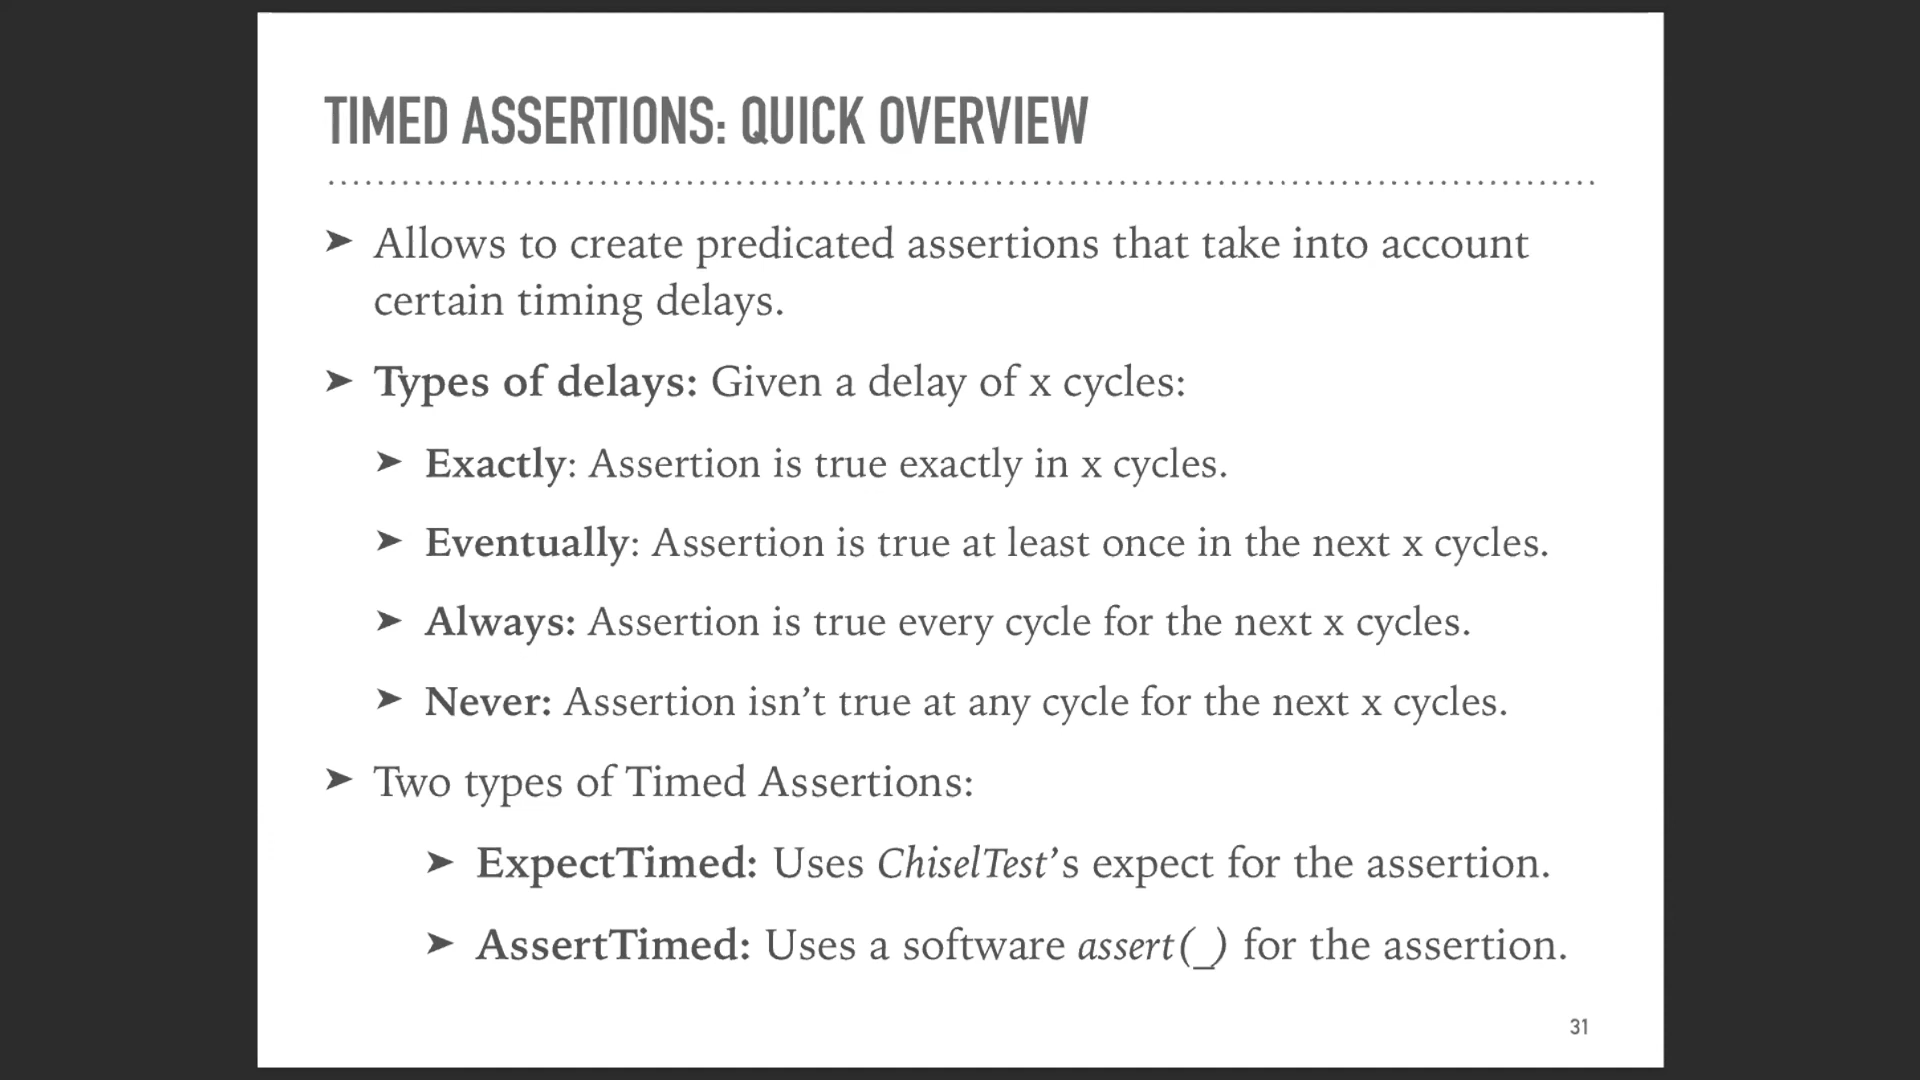 TIMED ASSERTIONS: QUICK OVERVIEW
➤ Allows to create predicated assertions that take into account
certain timing delays.
➤ Types of delays: Given a delay of x cycles:
➤ Exactly: Assertion is true exactly in x cycles.
➤ Eventually: Assertion is true at least once in the next x cycles.
➤ Always: Assertion is true every cycle for the next x cycles.
➤ Never: Assertion isn’t true at any cycle for the next x cycles.
➤ Two types of Timed Assertions:
➤ ExpectTimed: Uses ChiselTest’s expect for the assertion.
➤ AssertTimed: Uses a software assert(_) for the assertion.
31